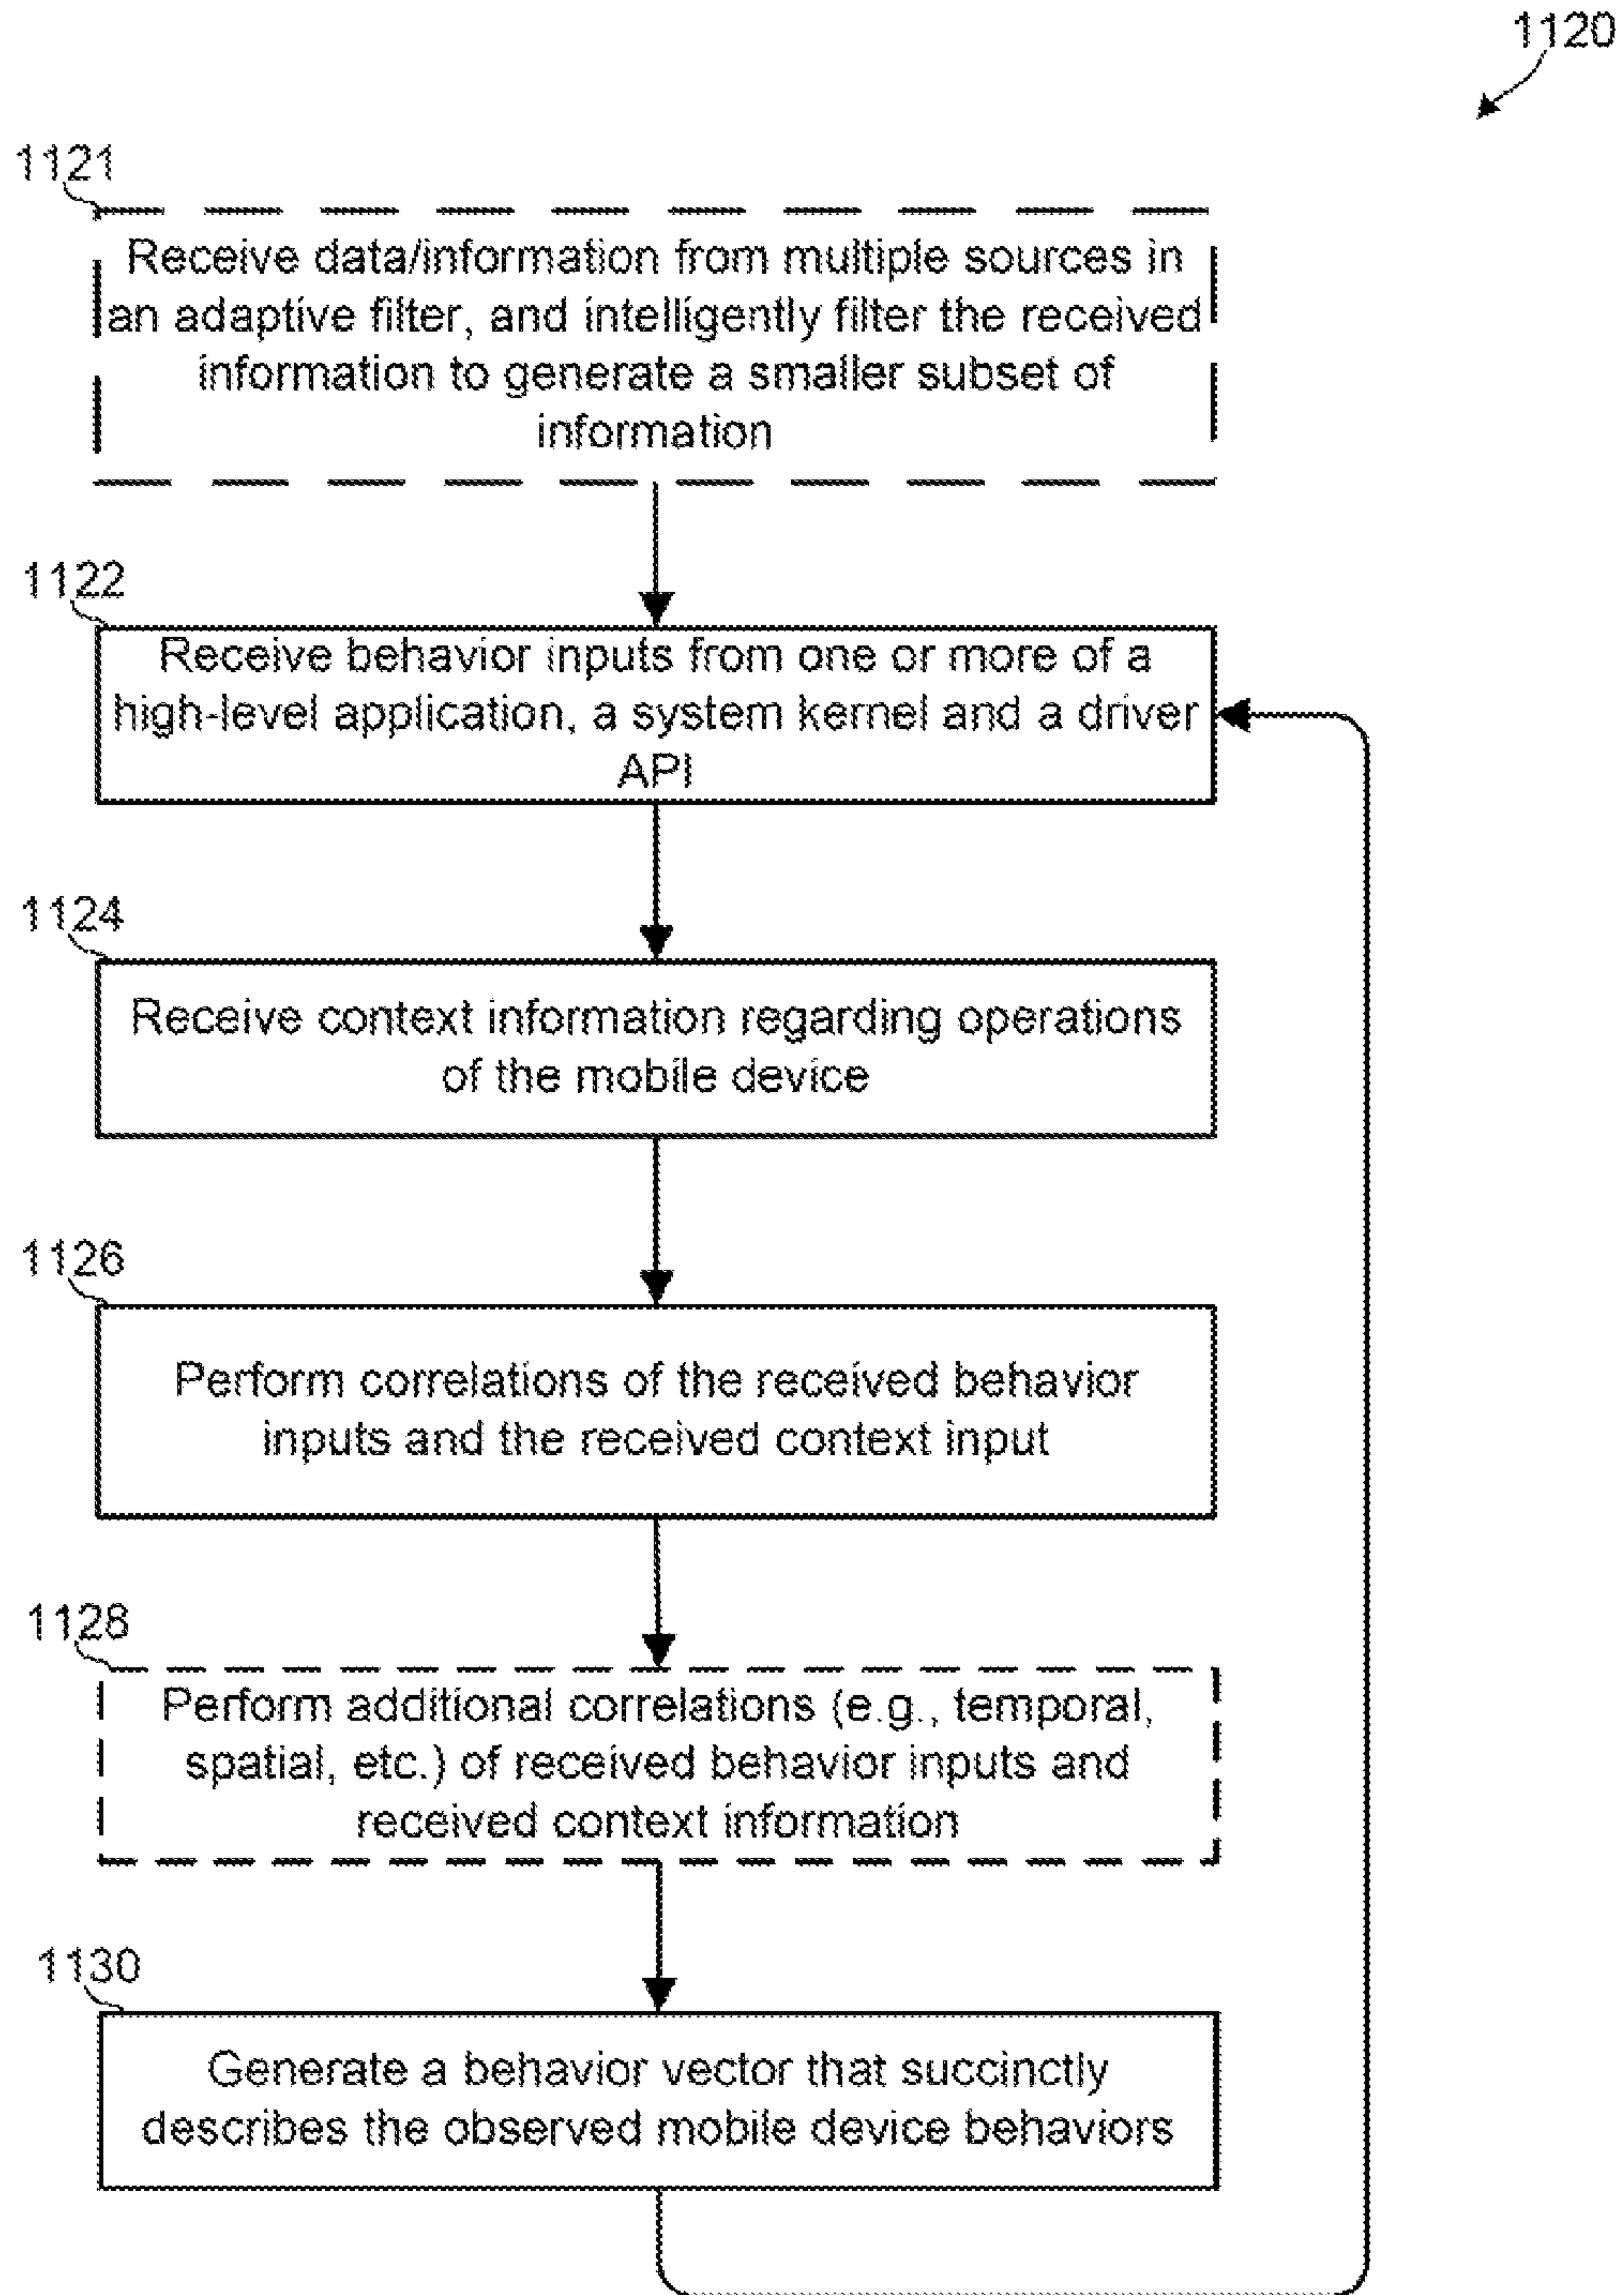 1120
1121
Receive data/information from multiple sources in
an adaptive filter, and intelligently filter the received
information to generate a smaller subset of
information
1122
Receive behavior inputs from one or more of a
high-level application, a system kernel and a driver
API
1124
Receive context information regarding operations
of the mobile device
1126
Perform correlations of the received behavior
inputs and the received context input
1128
Perform additional correlations (e.g., temporal,
spatial, etc.) of received behavior inputs and
received context information
1130
Generate a behavior vector that succinctly
describes the observed mobile device behaviors